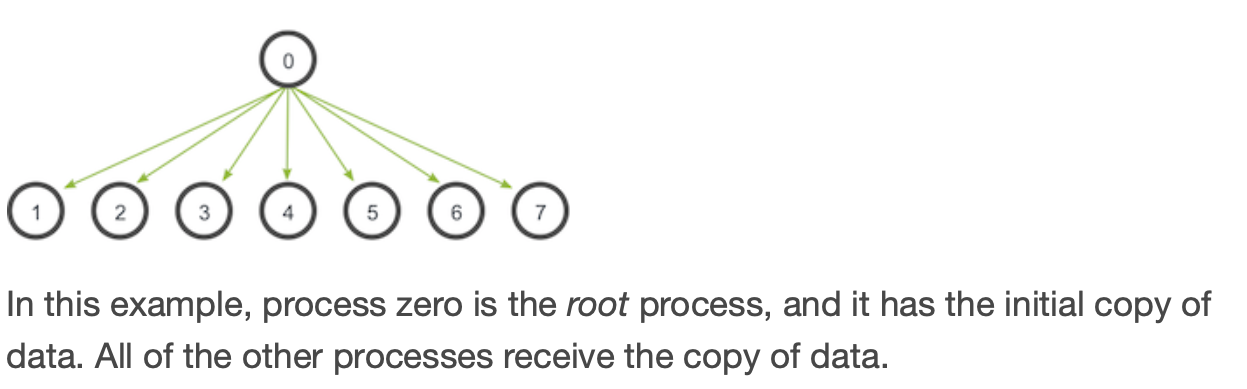 0
1 2 3 4 5 6 7
In this example, process zero is the root process, and it has the initial copy of
data. All of the other processes receive the copy of data.